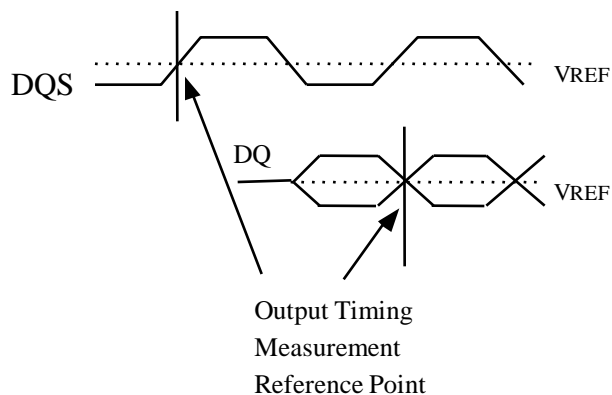 DQS
VREF
DQ
VREF
Output Timing
Measurement
Reference Point